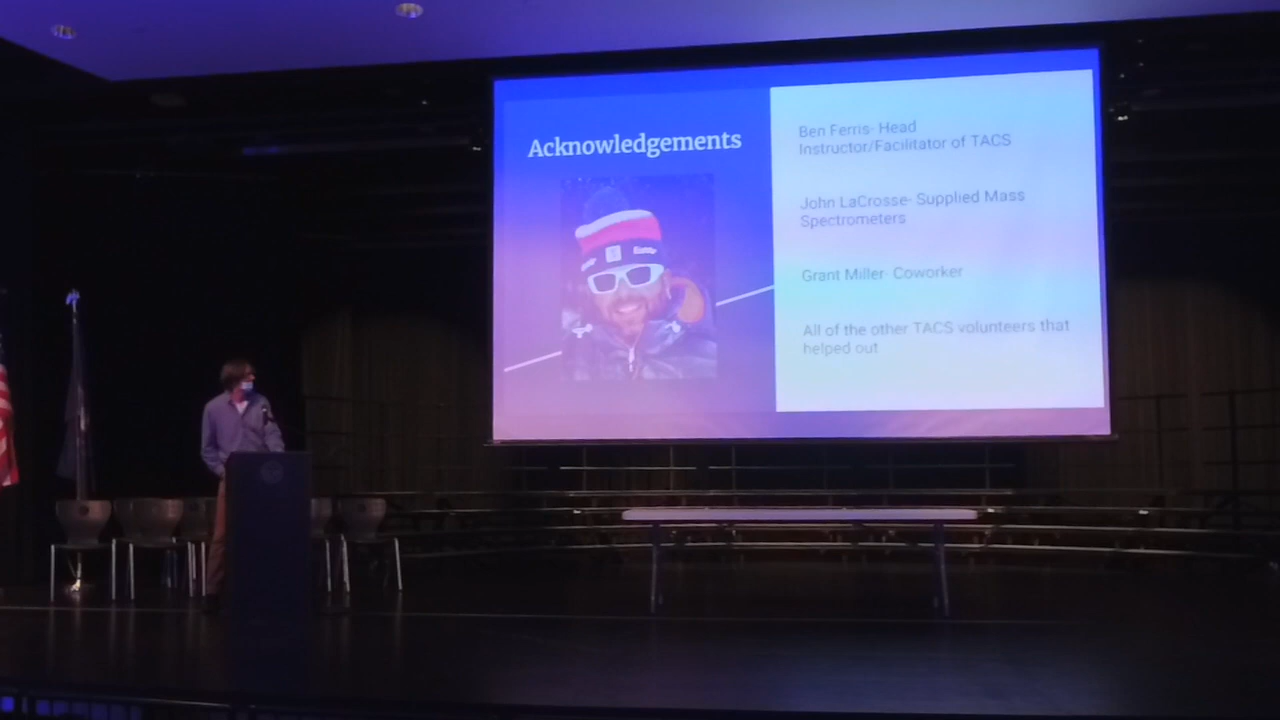 Acknowledgements
Ben Ferris- Head
Instructor/Facilitator of TACS
John LaCrosse- Supplied Mass
Spectrometers
Grant Miller- Coworker
All of the other TACS volunteers that
helped out